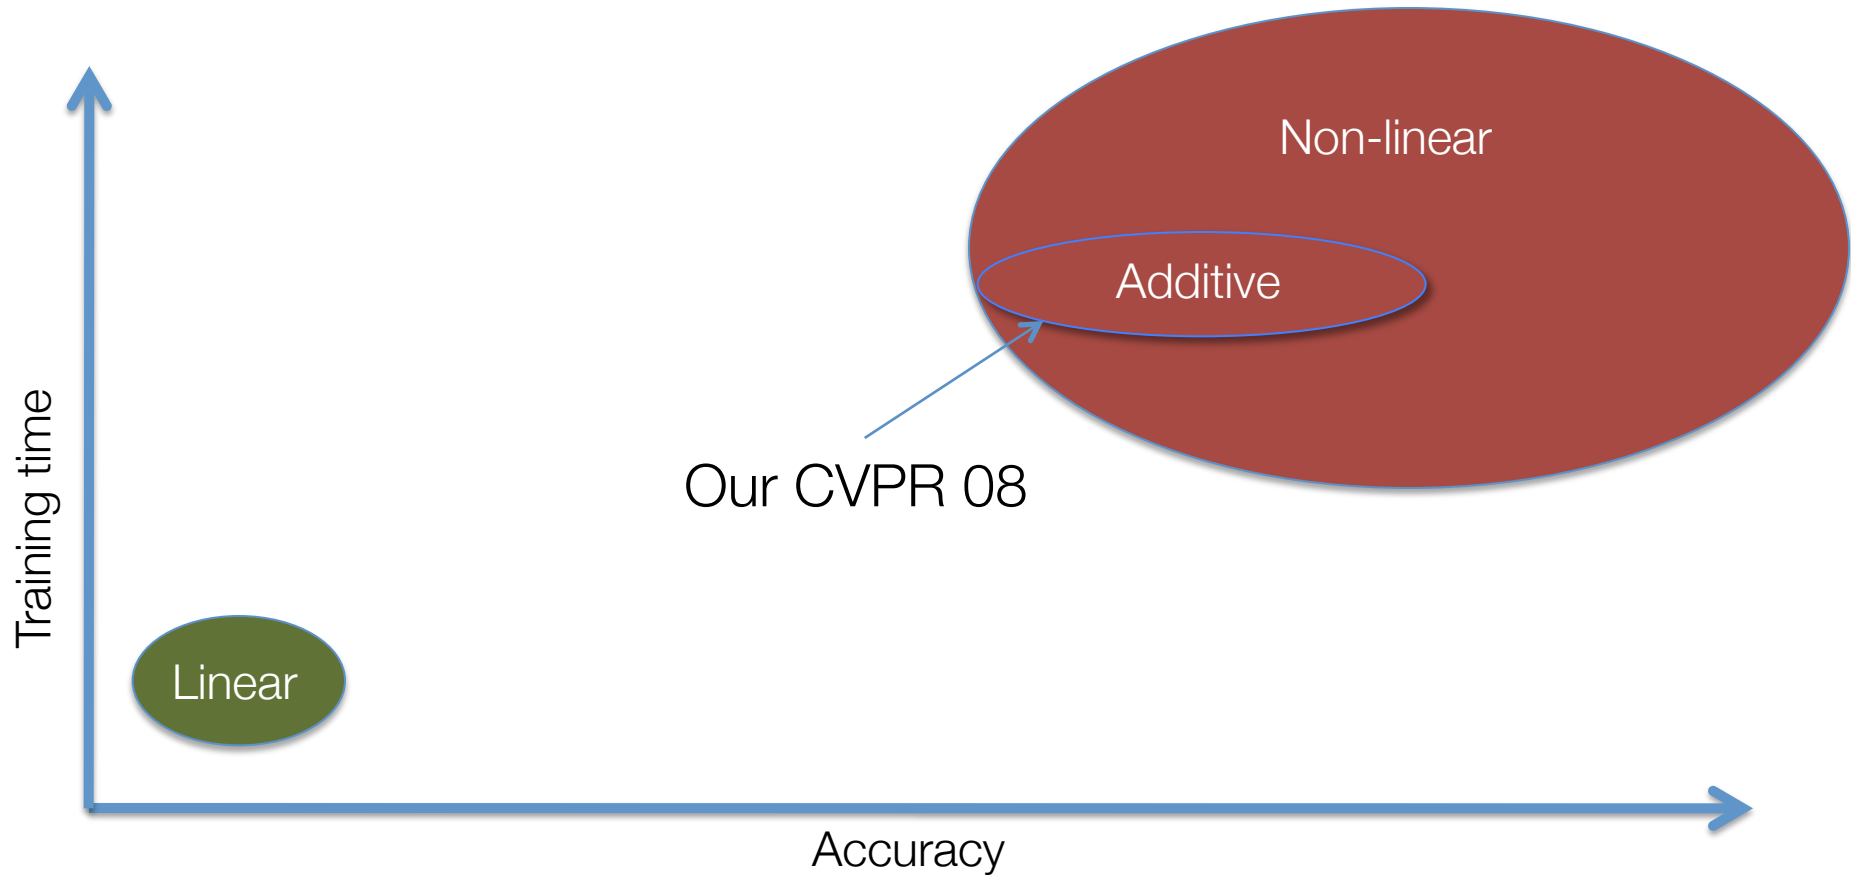 Non-linear
Additive
Our CVPR 08
Training time
Linear
Accuracy